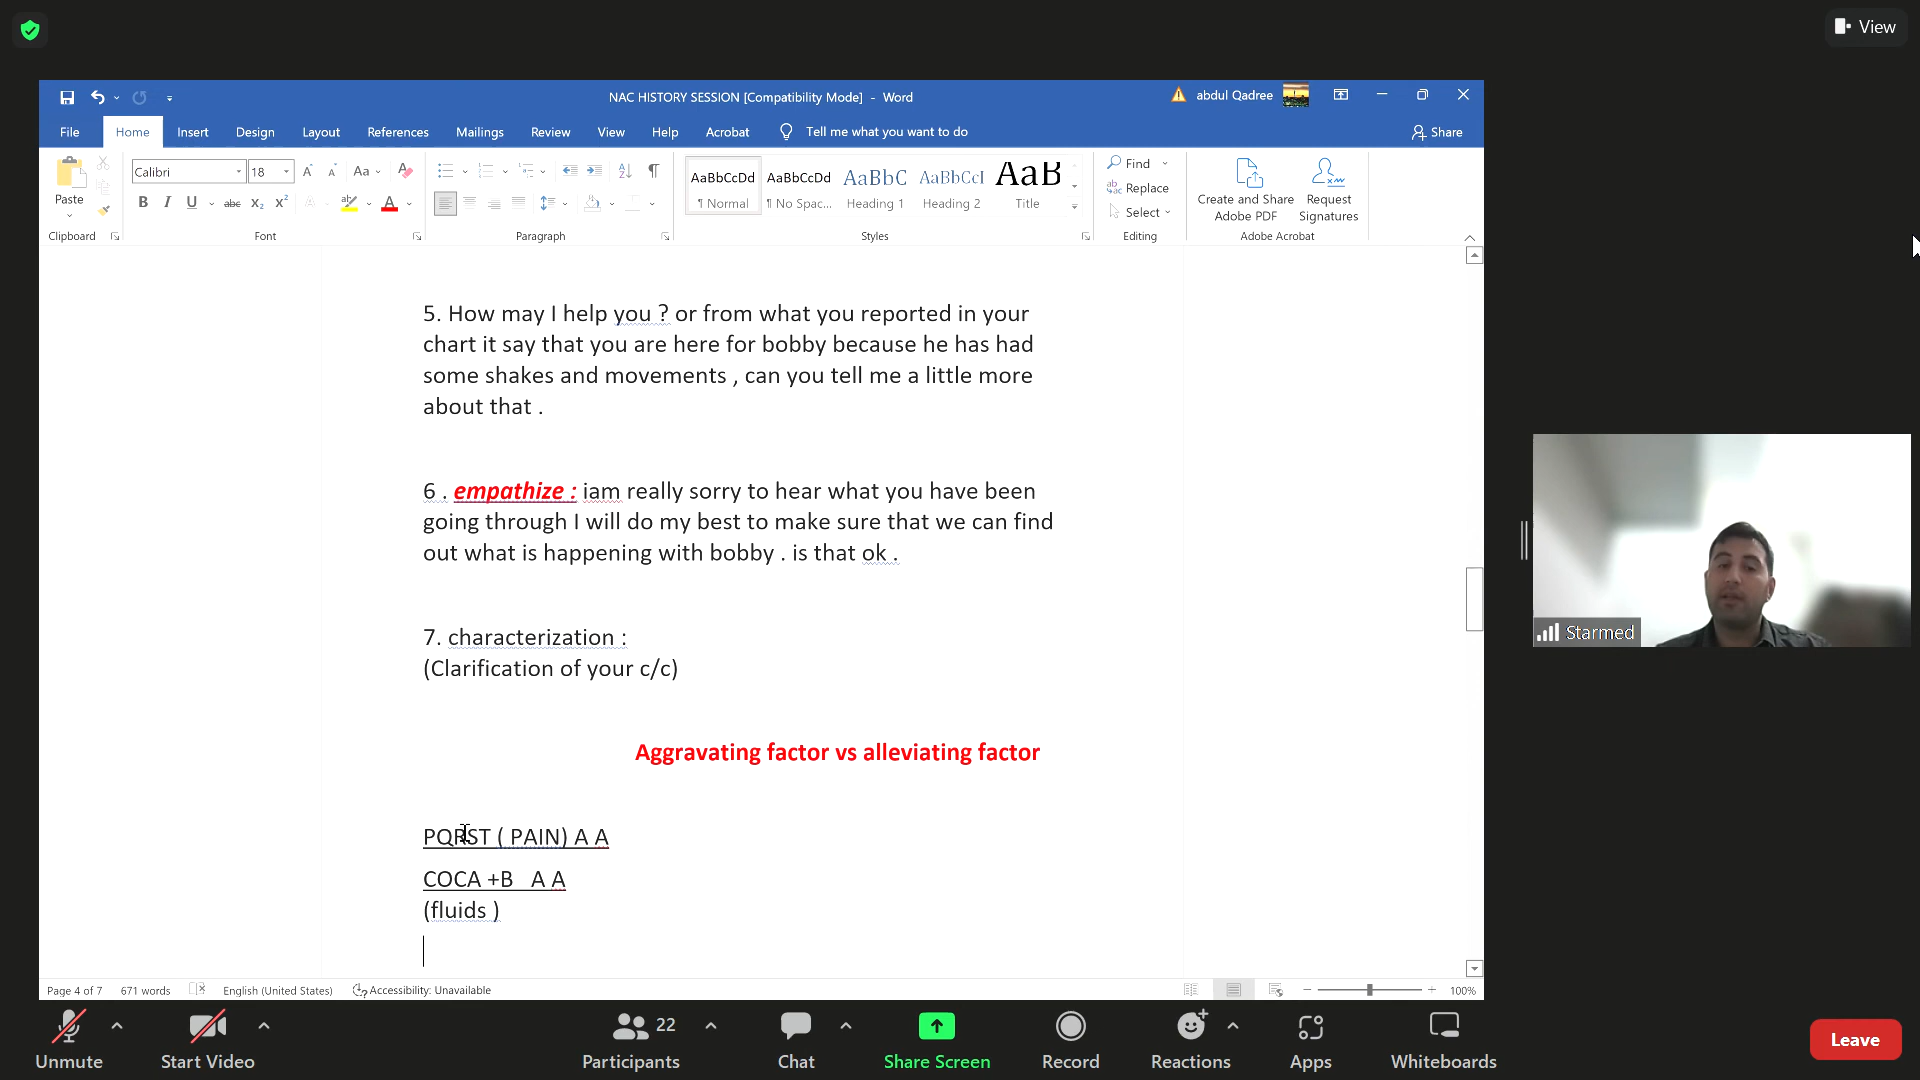 View
NAC HISTORY SESSION [Compatibility Mode] - Word
abdul Qadree
File Home Insert Design Layout References Mailings Review View Help Acrobat Tell me what you want to do Share
Paste
Calibri 18
AaBbCcDd AaBbCcDd AaBbC AaBbCcI AaB
¶ Normal ¶ No Spac... Heading 1 Heading 2 Title
Find
Replace
Select
Create and Share Adobe PDF
Request Signatures
Clipboard Font Paragraph Styles Editing Adobe Acrobat
5. How may I help you ? or from what you reported in your
chart it say that you are here for bobby because he has had
some shakes and movements , can you tell me a little more
about that .
6 . empathize : iam really sorry to hear what you have been
going through I will do my best to make sure that we can find
out what is happening with bobby . is that ok .
7. characterization :
(Clarification of your c/c)
Aggravating factor vs alleviating factor
PQRST ( PAIN) A A
COCA +B A A
(fluids )
Starmed
Page 4 of 7 671 words English (United States) Accessibility: Unavailable 100%
Unmute Start Video Participants 22 Chat Share Screen Record Reactions Apps Whiteboards Leave